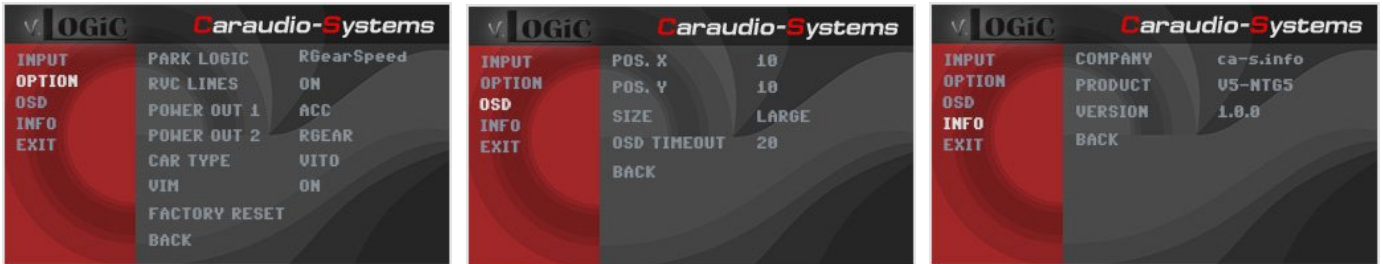 v.LOGiC Caraudio-Systems
INPUT
OPTION
OSD
INFO
EXIT
PARK LOGIC RGearSpeed
RVC LINES ON
POWER OUT 1 ACC
POWER OUT 2 RGEAR
CAR TYPE VITO
VIM ON
FACTORY RESET
BACK
v.LOGiC Caraudio-Systems
INPUT
OPTION
OSD
INFO
EXIT
POS. X 10
POS. Y 10
SIZE LARGE
OSD TIMEOUT 20
BACK
v.LOGiC Caraudio-Systems
INPUT
OPTION
OSD
INFO
EXIT
COMPANY ca-s.info
PRODUCT V5-NTG5
VERSION 1.0.0
BACK